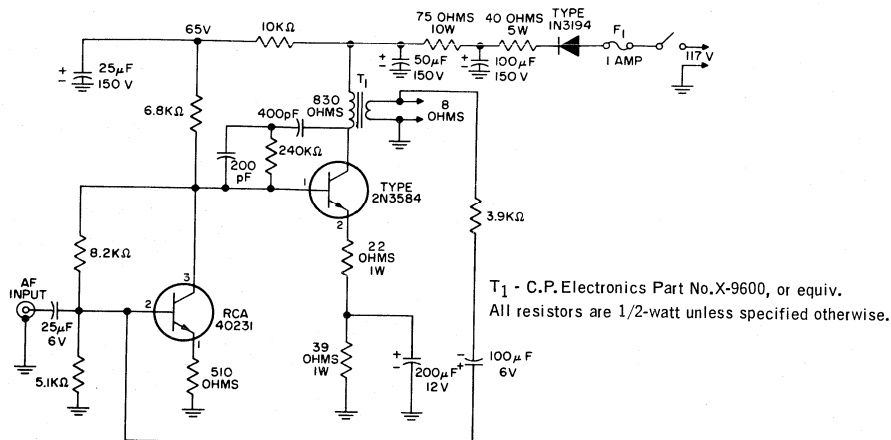 65V
10KΩ
75 OHMS
10W
40 OHMS
5W
TYPE
1N3194
F1
1 AMP
117 V
+
-
25μF
150 V
+
-
50μF
150V
+
-
100μF
150 V
6.8KΩ
400pF
830
OHMS
T1
8
OHMS
200
pF
240KΩ
1
TYPE
2N3584
2
3.9KΩ
8.2KΩ
22
OHMS
1W
3
AF
INPUT
25μF
6V
2
RCA
40231
1
T1 - C.P. Electronics Part No.X-9600, or equiv.
All resistors are 1/2-watt unless specified otherwise.
5.1KΩ
510
OHMS
39
OHMS
1W
+
-
200μF
12V
-
+
100μF
6V